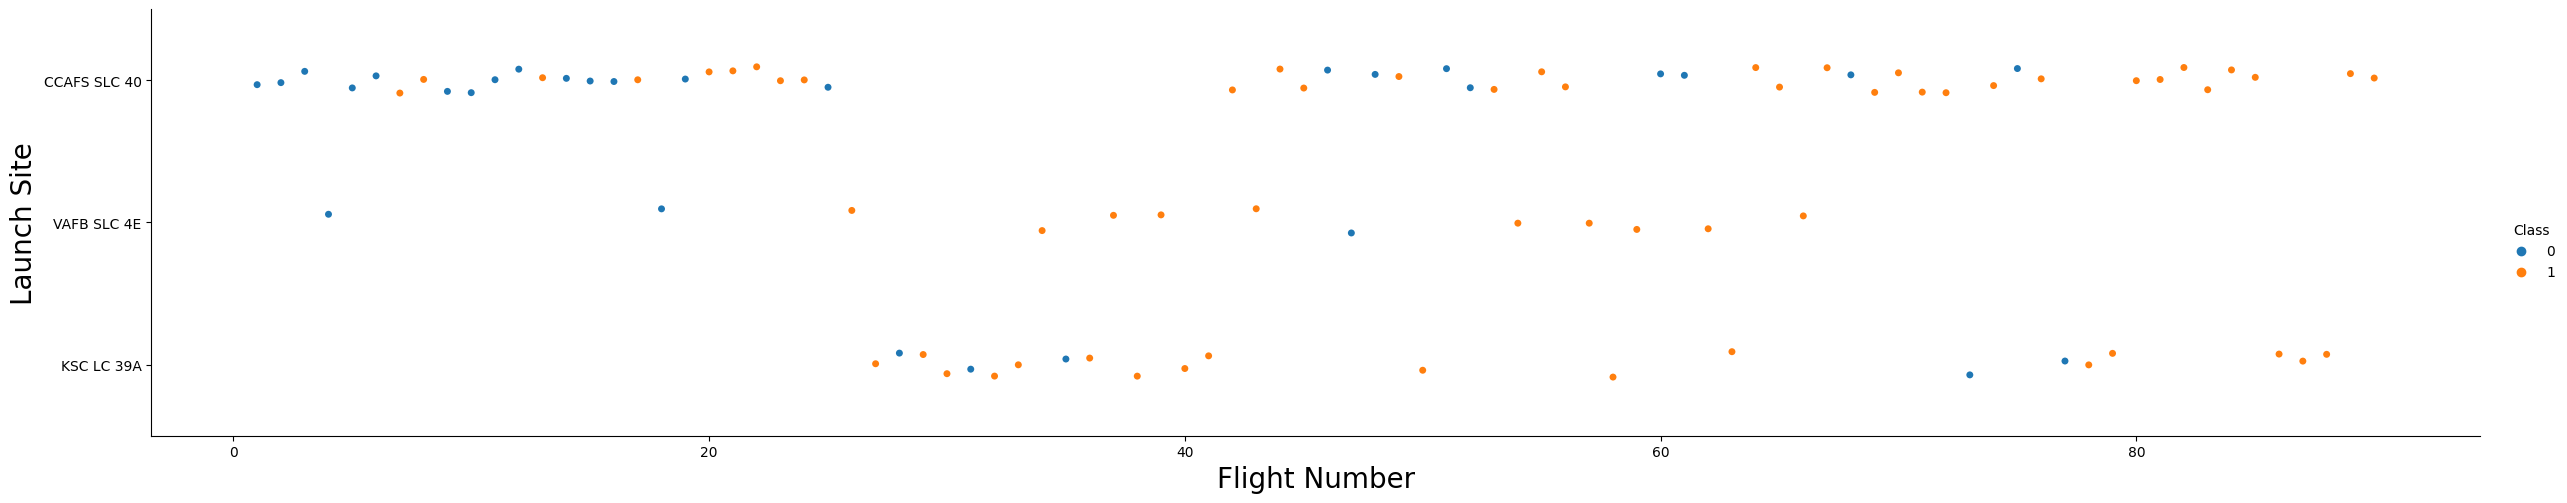 Launch Site
CCAFS SLC 40
VAFB SLC 4E
KSC LC 39A
0 20 40 60 80
Flight Number
Class
0
1